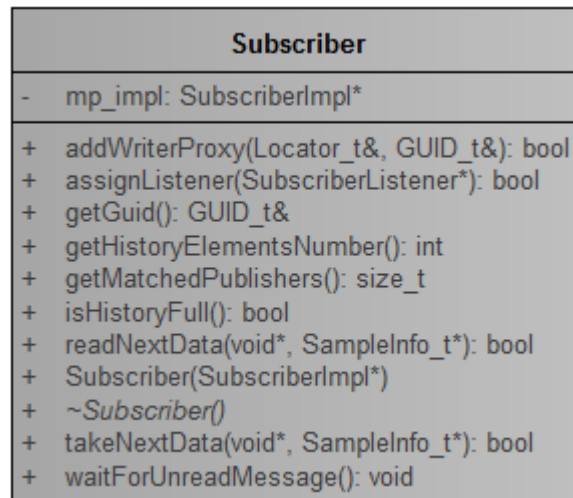 Subscriber
- mp_impl: SubscriberImpl*
+ addWriterProxy(Locator_t&, GUID_t&): bool
+ assignListener(SubscriberListener*): bool
+ getGuid(): GUID_t&
+ getHistoryElementsNumber(): int
+ getMatchedPublishers(): size_t
+ isHistoryFull(): bool
+ readNextData(void*, SampleInfo_t*): bool
+ Subscriber(SubscriberImpl*)
+ ~Subscriber()
+ takeNextData(void*, SampleInfo_t*): bool
+ waitForUnreadMessage(): void